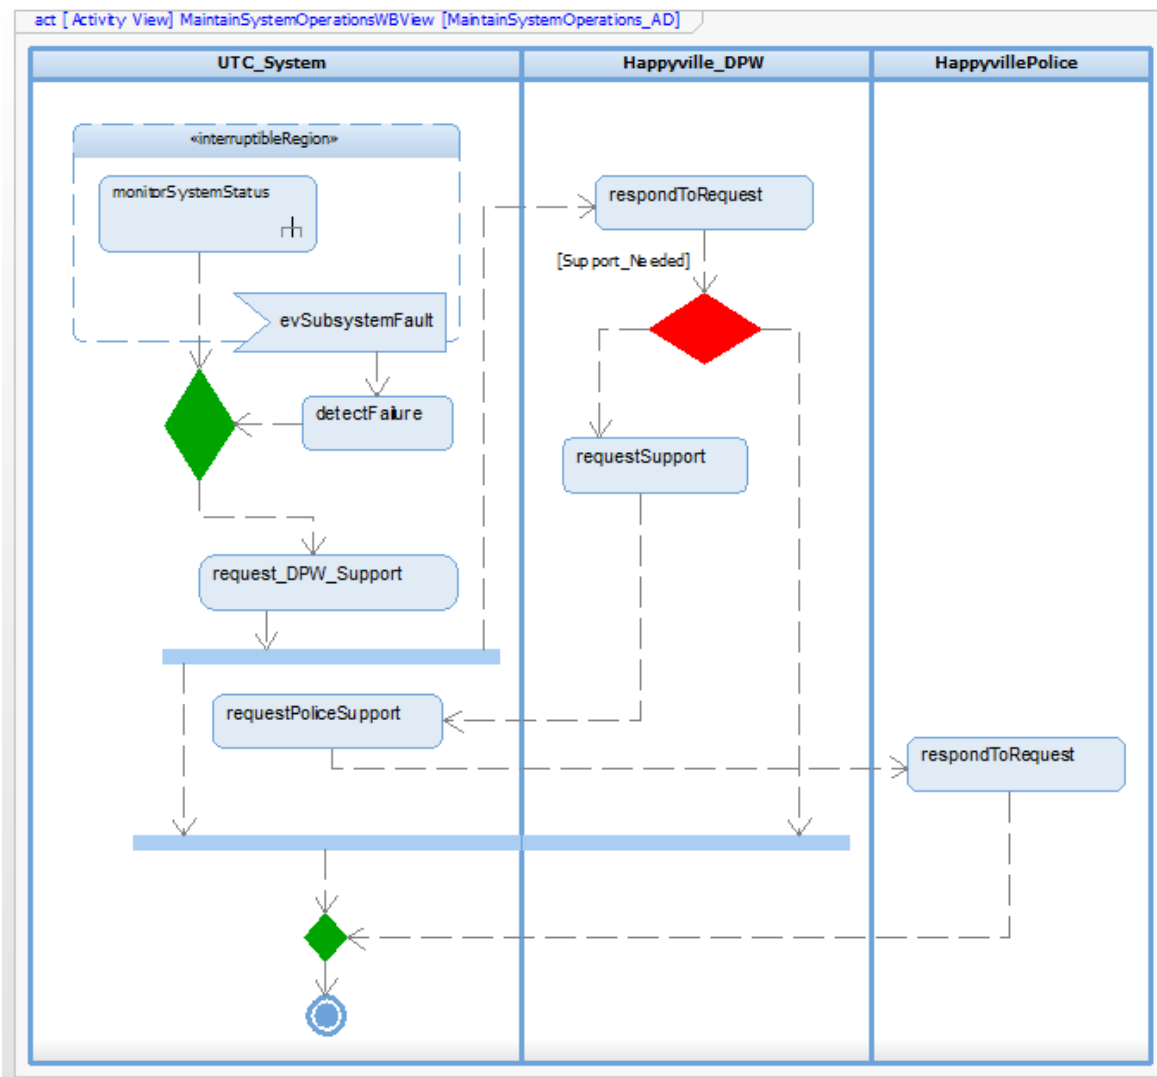 act [ Activity View] MaintainSystemOperationsWBView [MaintainSystemOperations_AD]
UTC_System
Happyville_DPW
HappyvillePolice
«interruptibleRegion»
monitorSystemStatus
respondToRequest
[Support_Needed]
evSubsystemFault
detectFailure
requestSupport
request_DPW_Support
requestPoliceSupport
respondToRequest